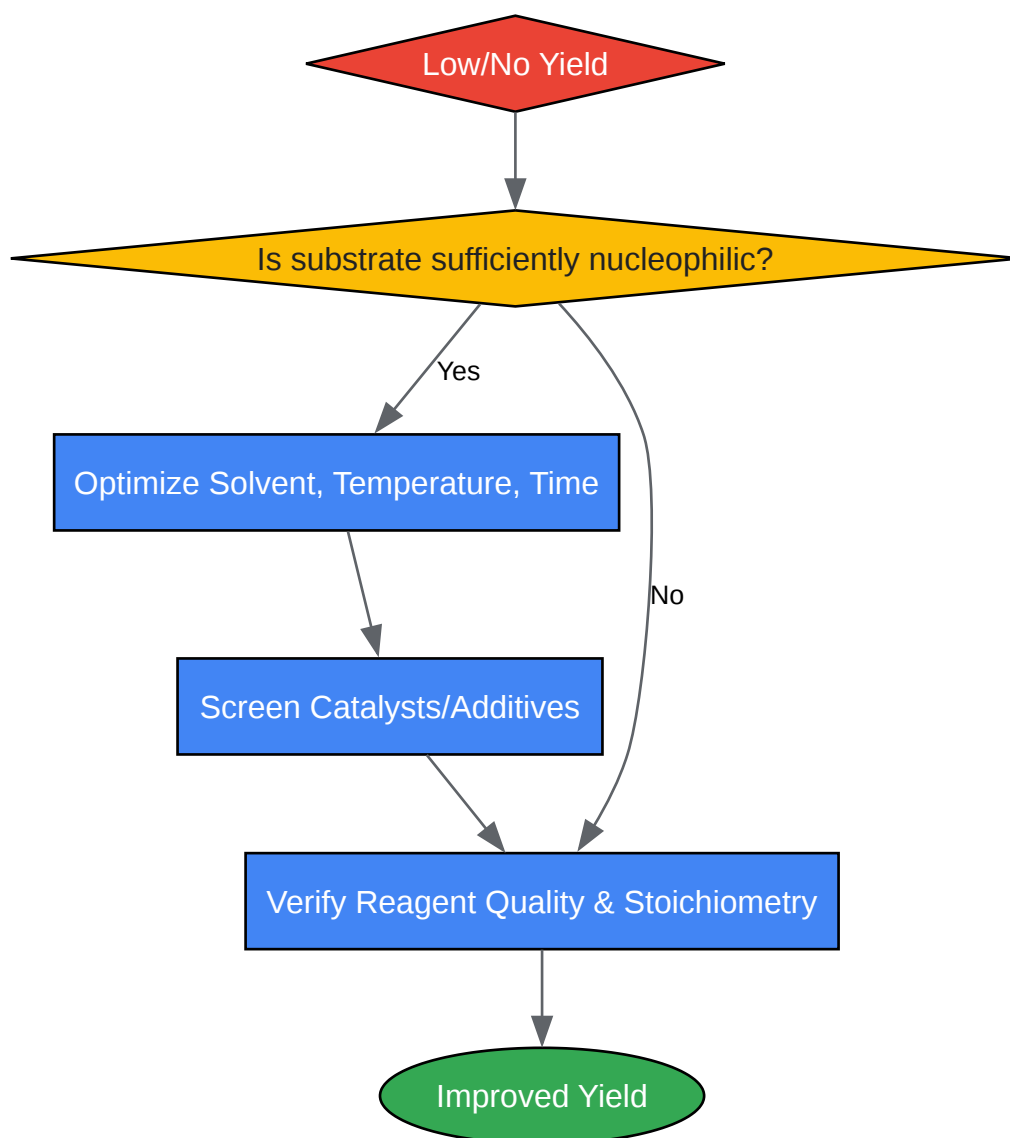 Low/No Yield
Is substrate sufficiently nucleophilic?
Yes
Optimize Solvent, Temperature, Time
No
Screen Catalysts/Additives
Verify Reagent Quality & Stoichiometry
Improved Yield